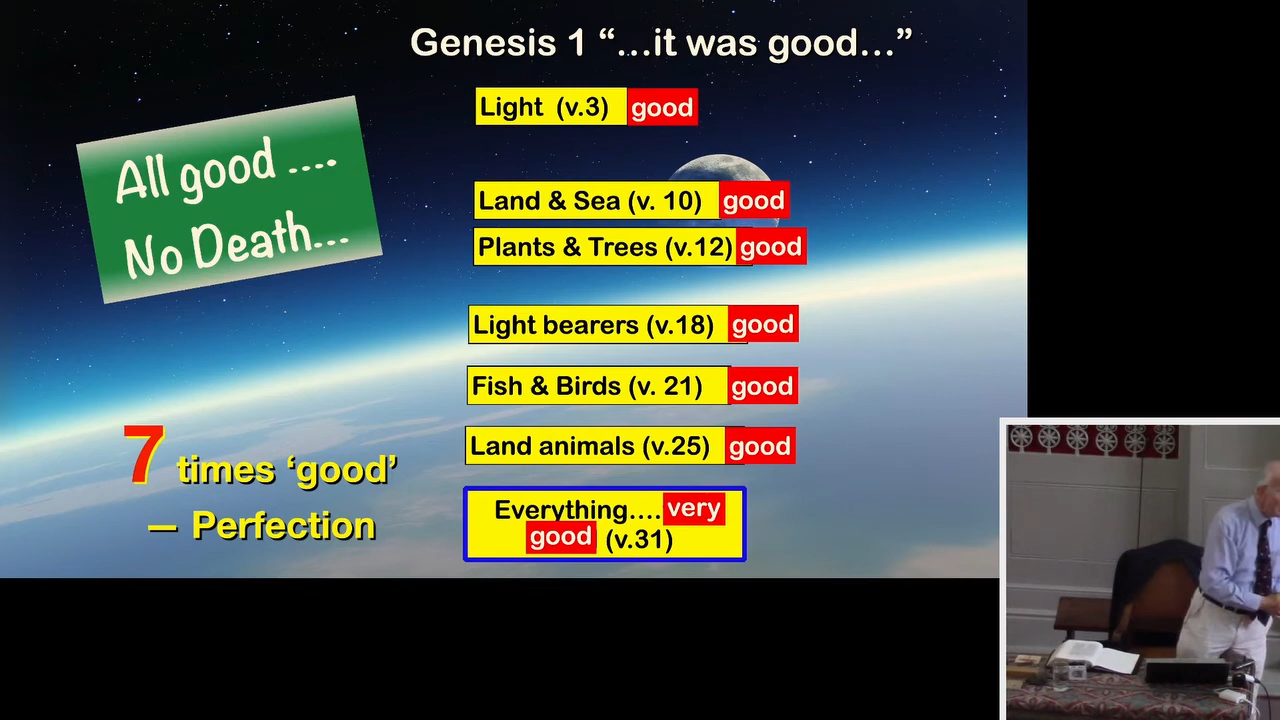 Genesis 1 “...it was good...”
Light (v.3) good
All good ....
No Death...
Land & Sea (v. 10) good
Plants & Trees (v.12) good
Light bearers (v.18) good
Fish & Birds (v. 21) good
Land animals (v.25) good
7 times ‘good’
– Perfection
Everything.... very
good (v.31)